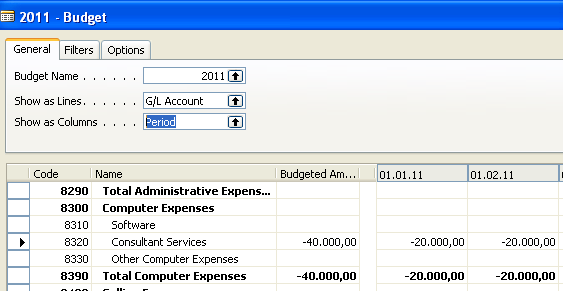 2011 - Budget
General Filters Options
Budget Name . . . . . . 2011
Show as Lines . . . . . . G/L Account
Show as Columns . . . . Period
Code Name Budgeted Am... 01.01.11 01.02.11
8290 Total Administrative Expens...
8300 Computer Expenses
8310 Software
8320 Consultant Services -40.000,00 -20.000,00 -20.000,00
8330 Other Computer Expenses
8390 Total Computer Expenses -40.000,00 -20.000,00 -20.000,00